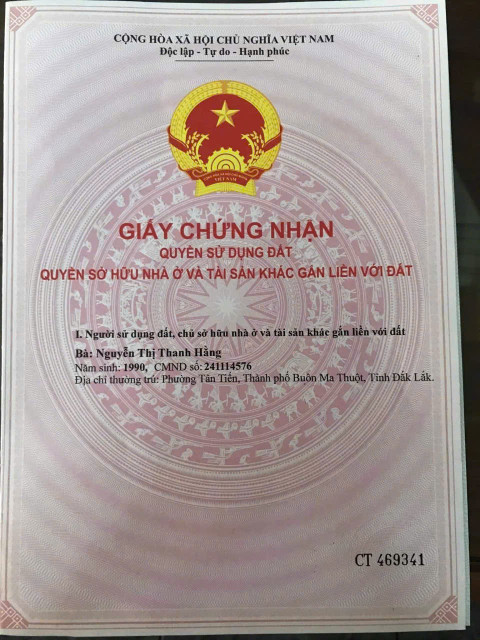 CỘNG HÒA XÃ HỘI CHỦ NGHĨA VIỆT NAM
Độc lập - Tự do - Hạnh phúc
GIẤY CHỨNG NHẬN
QUYỀN SỬ DỤNG ĐẤT
QUYỀN SỞ HỮU NHÀ Ở VÀ TÀI SẢN KHÁC GẮN LIỀN VỚI ĐẤT
I. Người sử dụng đất, chủ sở hữu nhà ở và tài sản khác gắn liền với đất
Bà: Nguyễn Thị Thanh Hằng
Năm sinh: 1990, CMND số: 241114576
Địa chỉ thường trú: Phường Tân Tiến, Thành phố Buôn Ma Thuột, Tỉnh Đắk Lắk.
CT 469341